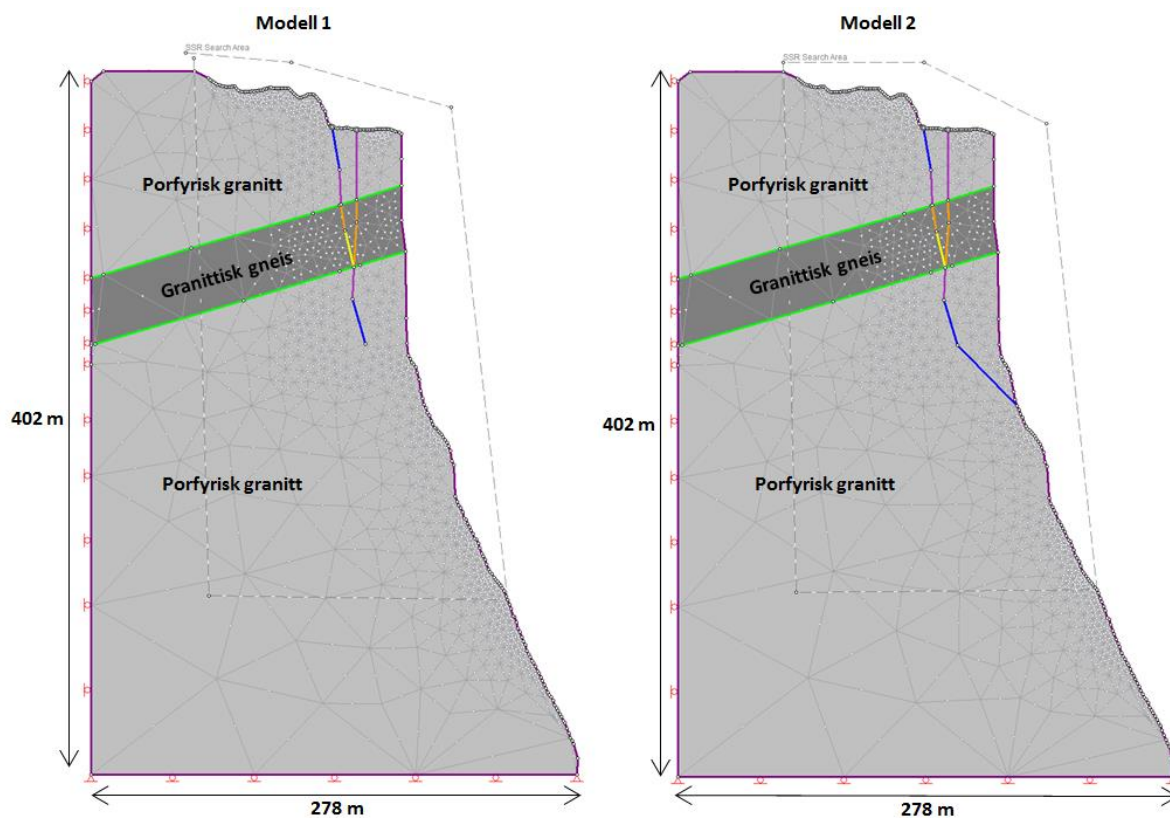 Modell 1
SSR Search Area
Porfyrisk granitt
Granittisk gneis
402 m
Porfyrisk granitt
278 m
Modell 2
SSR Search Area
Porfyrisk granitt
Granittisk gneis
402 m
Porfyrisk granitt
278 m